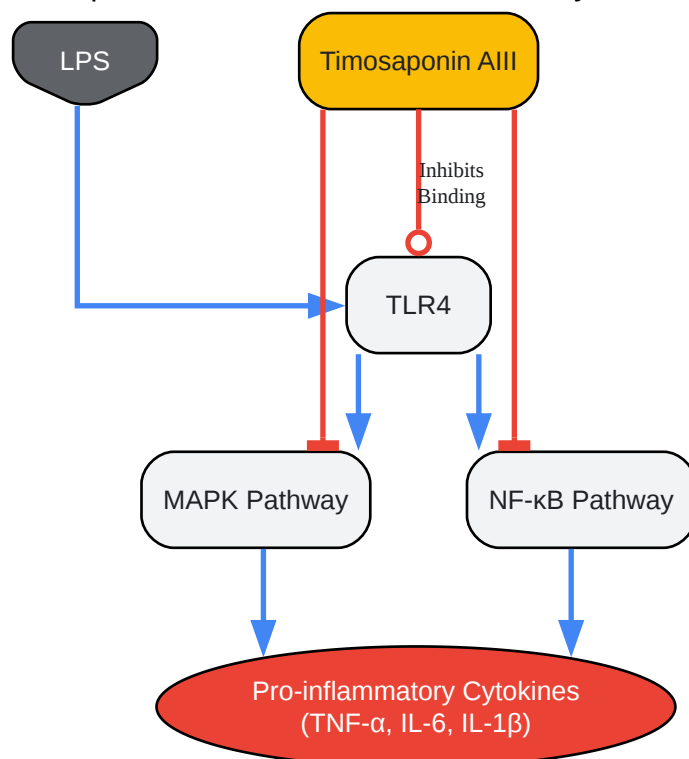 LPS
Timosaponin AIII
Inhibits
Binding
TLR4
MAPK Pathway
NF-κB Pathway
Pro-inflammatory Cytokines
(TNF-α, IL-6, IL-1β)